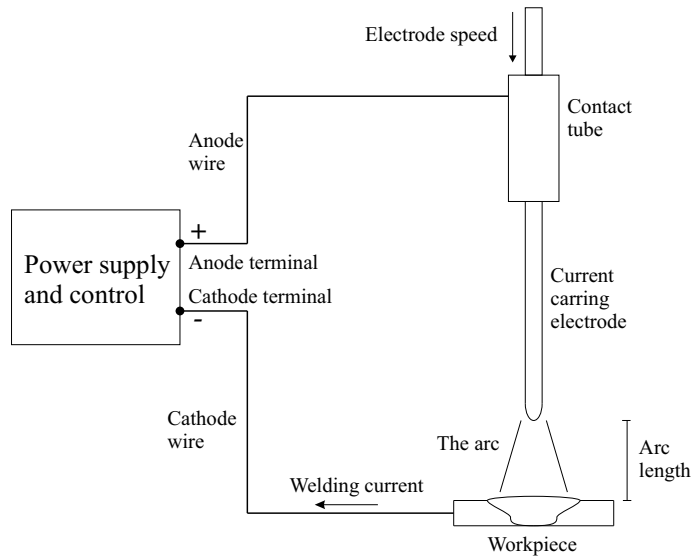 Electrode speed
Contact
tube
Anode
wire
+
Power supply
and control
Anode terminal
Cathode terminal
-
Current
carring
electrode
Cathode
wire
The arc
Arc
length
Welding current
Workpiece